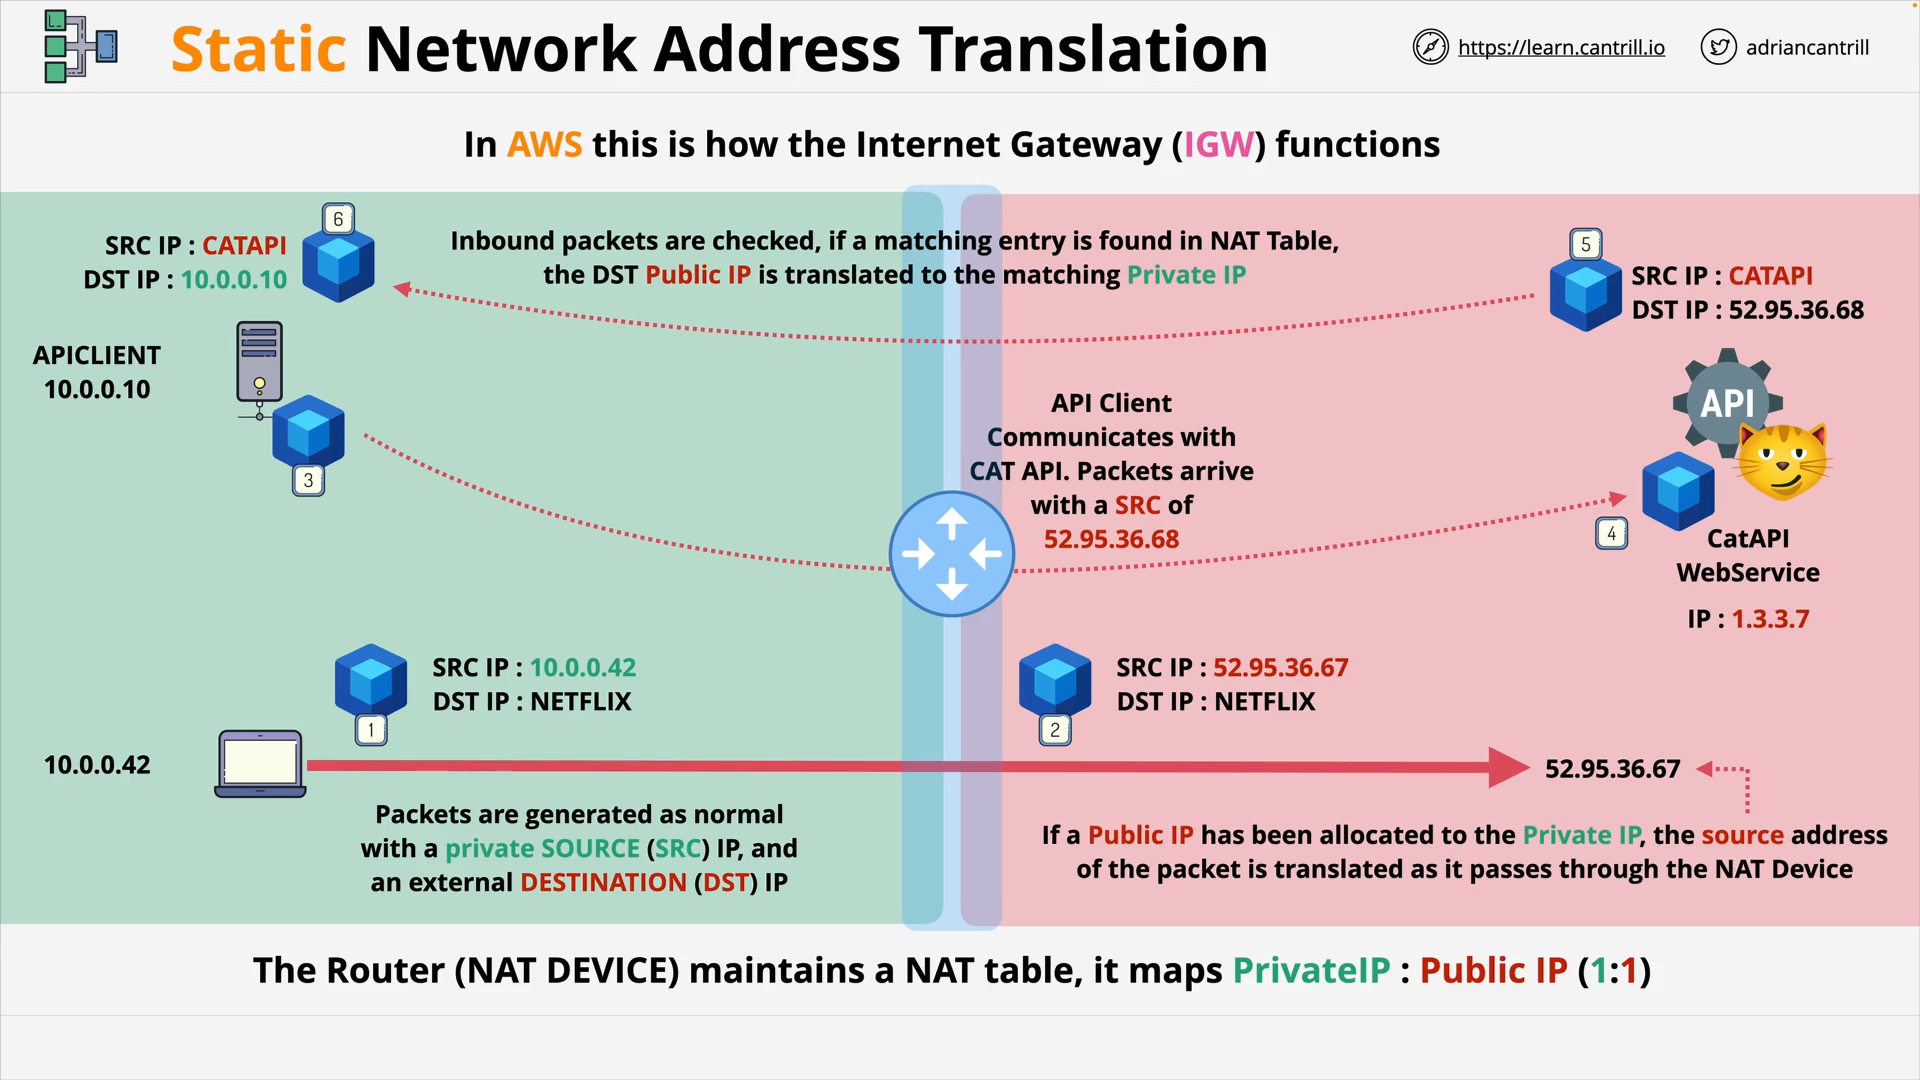 Static Network Address Translation
https://learn.cantrill.io
adriancantrill
In AWS this is how the Internet Gateway (IGW) functions
6
SRC IP : CATAPI
DST IP : 10.0.0.10
Inbound packets are checked, if a matching entry is found in NAT Table,
the DST Public IP is translated to the matching Private IP
5
SRC IP : CATAPI
DST IP : 52.95.36.68
APICLIENT
10.0.0.10
3
API Client
Communicates with
CAT API. Packets arrive
with a SRC of
52.95.36.68
API
4
CatAPI
WebService
IP : 1.3.3.7
1
SRC IP : 10.0.0.42
DST IP : NETFLIX
2
SRC IP : 52.95.36.67
DST IP : NETFLIX
10.0.0.42
52.95.36.67
Packets are generated as normal
with a private SOURCE (SRC) IP, and
an external DESTINATION (DST) IP
If a Public IP has been allocated to the Private IP, the source address
of the packet is translated as it passes through the NAT Device
The Router (NAT DEVICE) maintains a NAT table, it maps PrivateIP : Public IP (1:1)